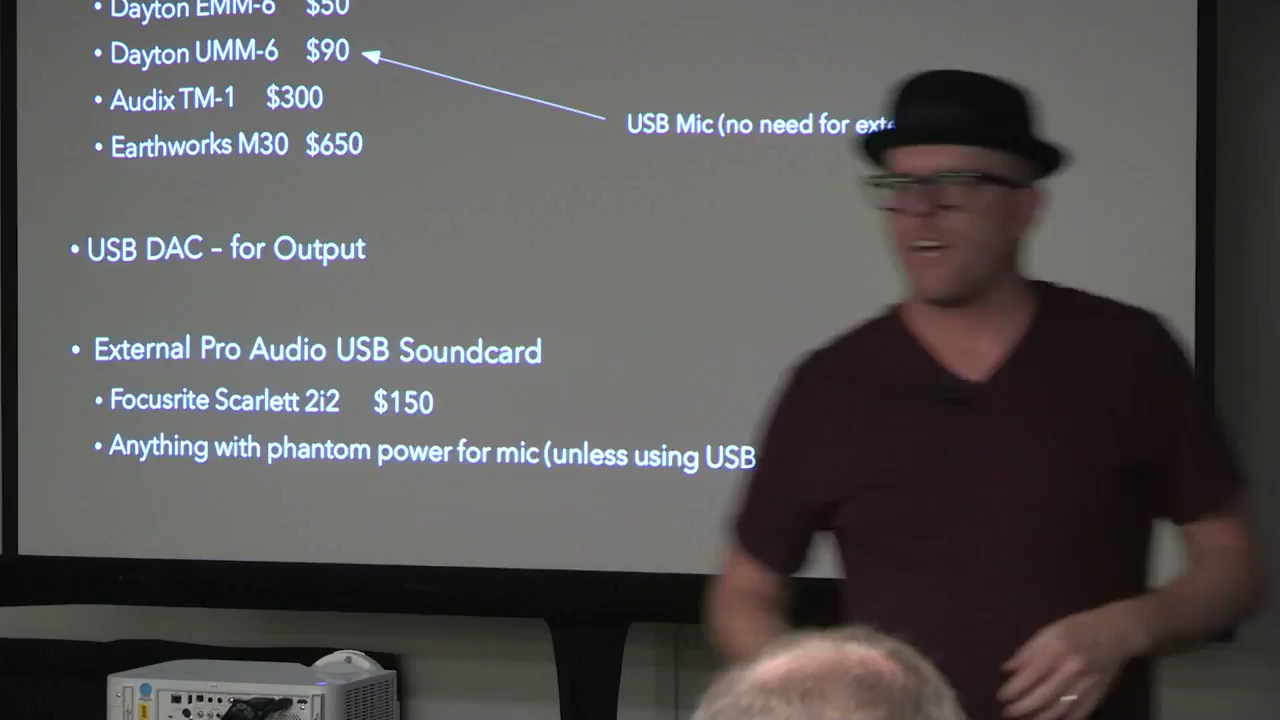 • Dayton EMM-6 $50
• Dayton UMM-6 $90
• Audix TM-1 $300
USB Mic (no need for
• Earthworks M30 $650
• USB DAC – for Output
• External Pro Audio USB Soundcard
• Focusrite Scarlett 2i2 $150
• Anything with phantom power for mic (unless using USB